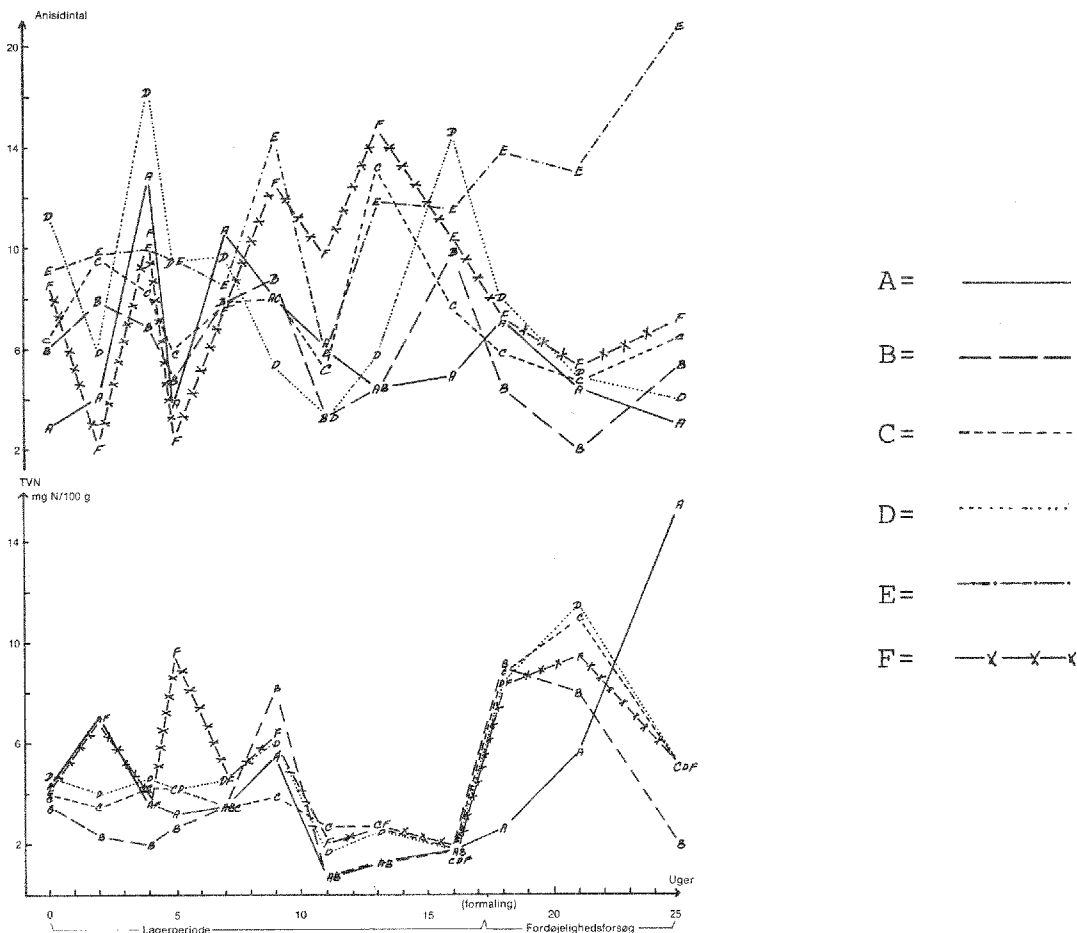 Anisidintal
20
14
10
6
2
TVN
mg N/100 g
14
10
6
2
Uger
0 5 10 15 20 25
(formaling)
Lagerperiode Fordøjelighedsforsøg
A=
B=
C=
D=
E=
F=